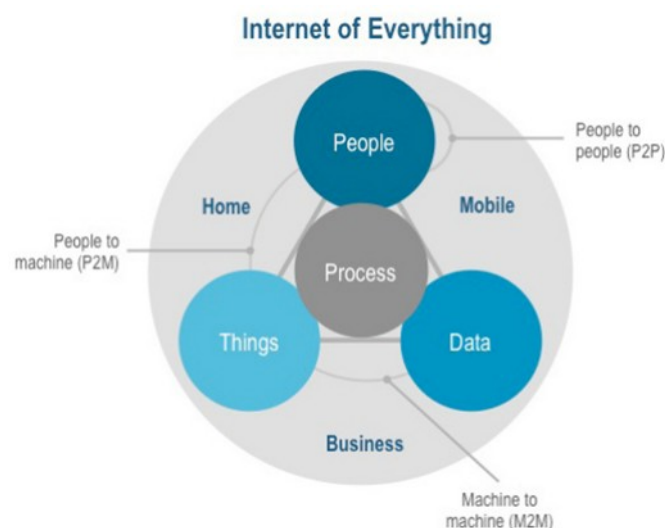 Internet of Everything
People
People to
people (P2P)
Home
Mobile
People to
machine (P2M)
Process
Things
Data
Business
Machine to
machine (M2M)